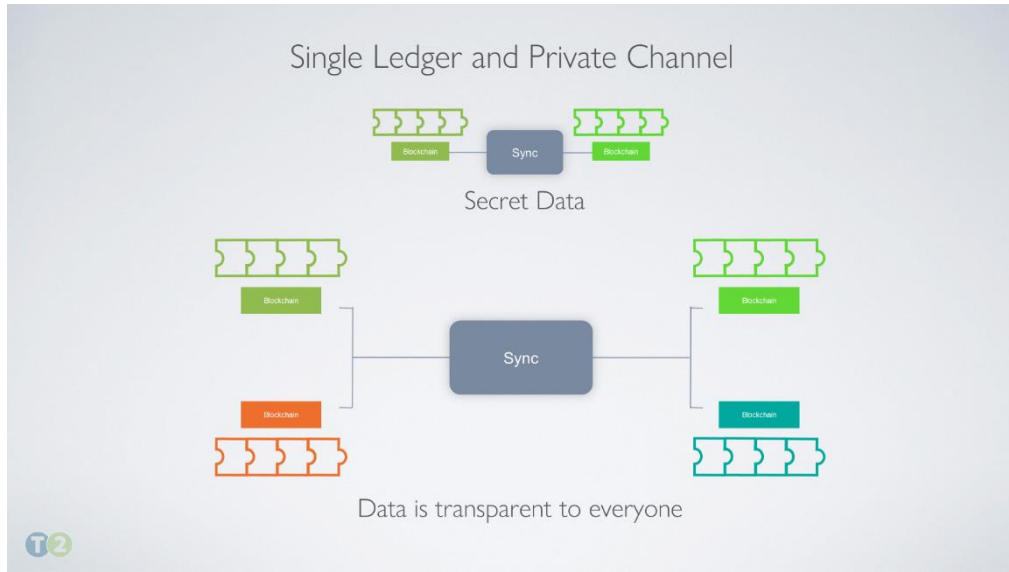 Single Ledger and Private Channel
Blockchain
Sync
Blockchain
Secret Data
Blockchain
Blockchain
Sync
Blockchain
Blockchain
Data is transparent to everyone
T2